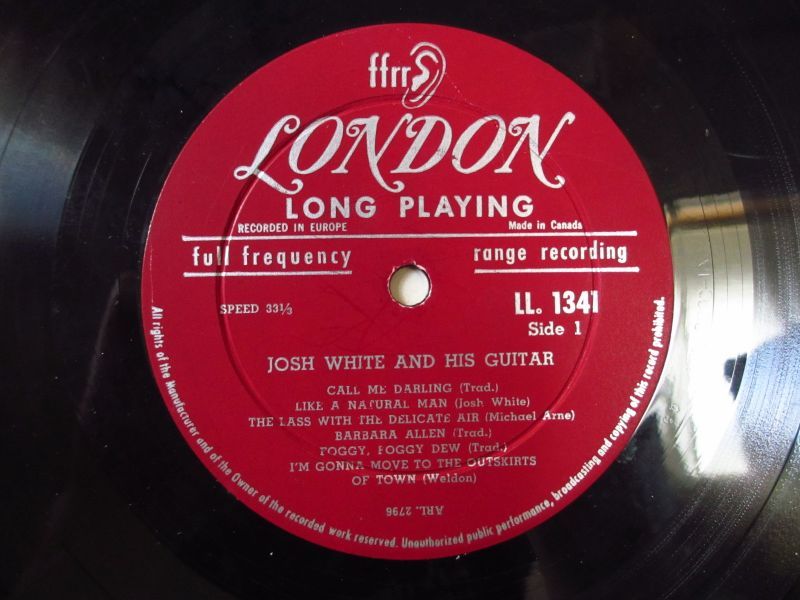 ffrr
LONDON
LONG PLAYING
RECORDED IN EUROPE Made in Canada
full frequency range recording
SPEED 33⅓ LL. 1341
Side 1
JOSH WHITE AND HIS GUITAR
CALL ME DARLING (Trad.)
LIKE A NATURAL MAN (Josh White)
THE LASS WITH THE DELICATE AIR (Michael Arne)
BARBARA ALLEN (Trad.)
FOGGY, FOGGY DEW (Trad.)
I'M GONNA MOVE TO THE OUTSKIRTS
OF TOWN (Weldon)
ARL. 2796
All rights of the Manufacturer and of the Owner of the recorded work reserved. Unauthorized public performance, broadcasting and copying of this record prohibited.